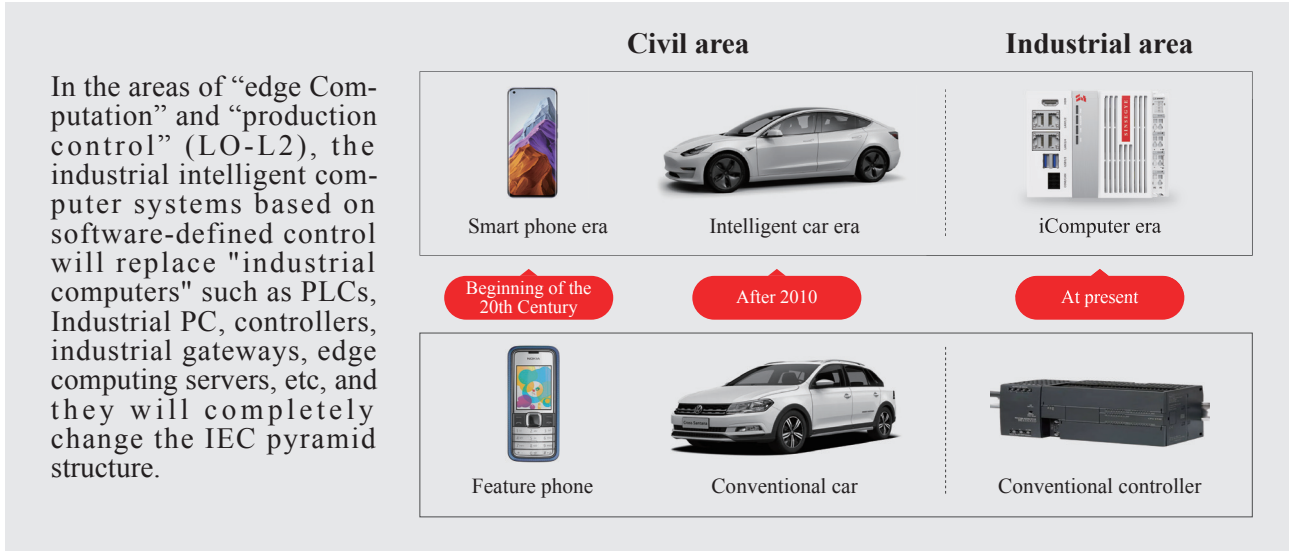 In the areas of “edge Com-
putation” and “production
control” (LO-L2), the
industrial intelligent com-
puter systems based on
software-defined control
will replace "industrial
computers" such as PLCs,
Industrial PC, controllers,
industrial gateways, edge
computing servers, etc, and
they will completely
change the IEC pyramid
structure.
Civil area
Industrial area
Smart phone era
Intelligent car era
iComputer era
Beginning of the
20th Century
After 2010
At present
NOKIA
Feature phone
Conventional car
Conventional controller